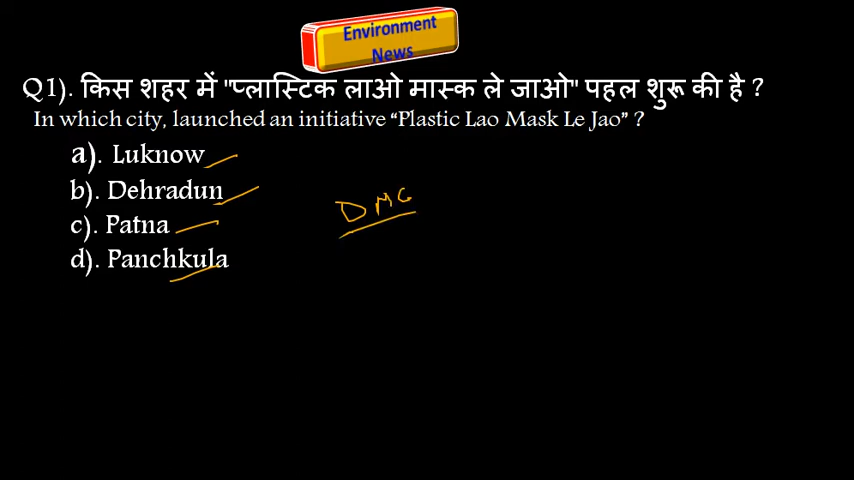 Environment
News
Q1). किस शहर में "प्लास्टिक लाओ मास्क ले जाओ" पहल शुरू की है ?
In which city, launched an initiative “Plastic Lao Mask Le Jao” ?
a). Luknow
b). Dehradun
c). Patna
d). Panchkula
DMC